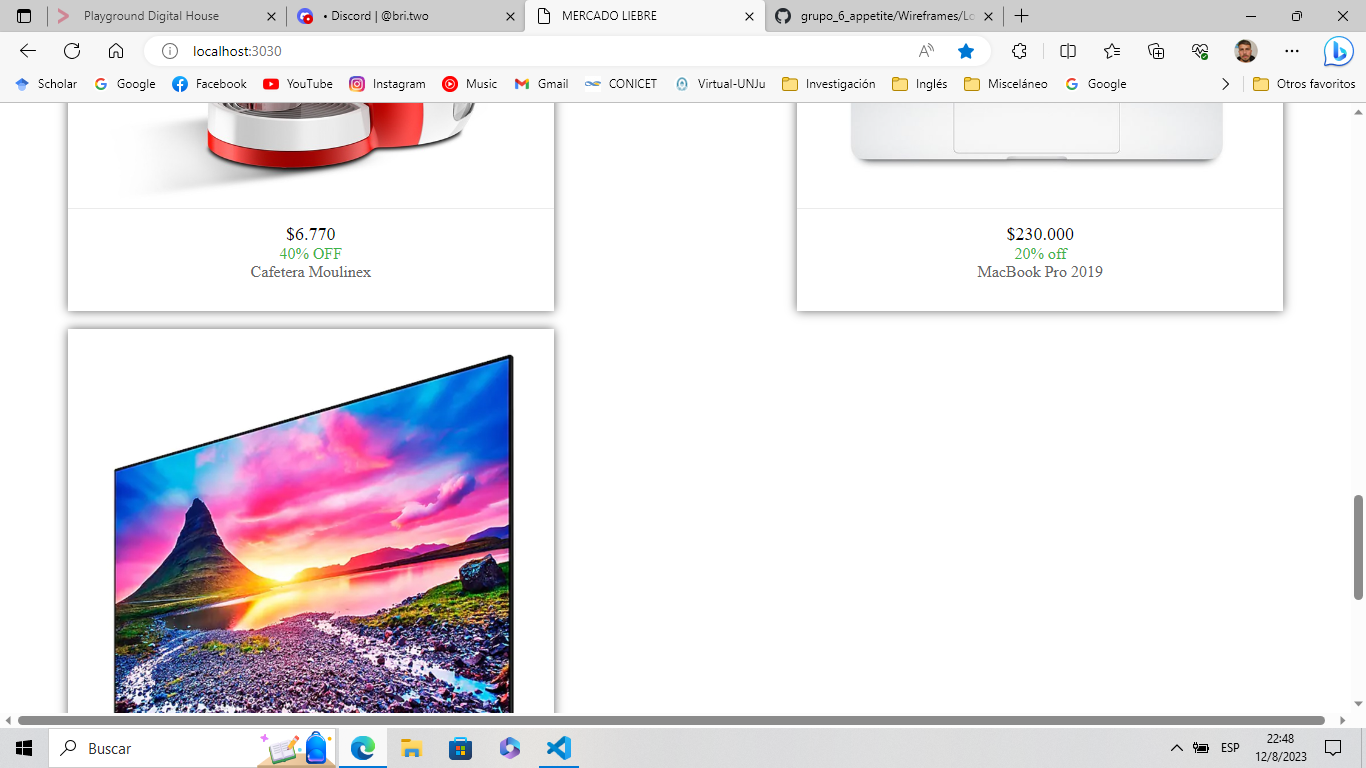 Playground Digital House
• Discord | @bri.two
MERCADO LIEBRE
grupo_6_appetite/Wireframes/Lo
localhost:3030
Scholar
Google
Facebook
YouTube
Instagram
Music
Gmail
CONICET
Virtual-UNJu
Investigación
Inglés
Misceláneo
Google
Otros favoritos
$6.770
40% OFF
Cafetera Moulinex
$230.000
20% off
MacBook Pro 2019
Buscar
ESP
22:48
12/8/2023